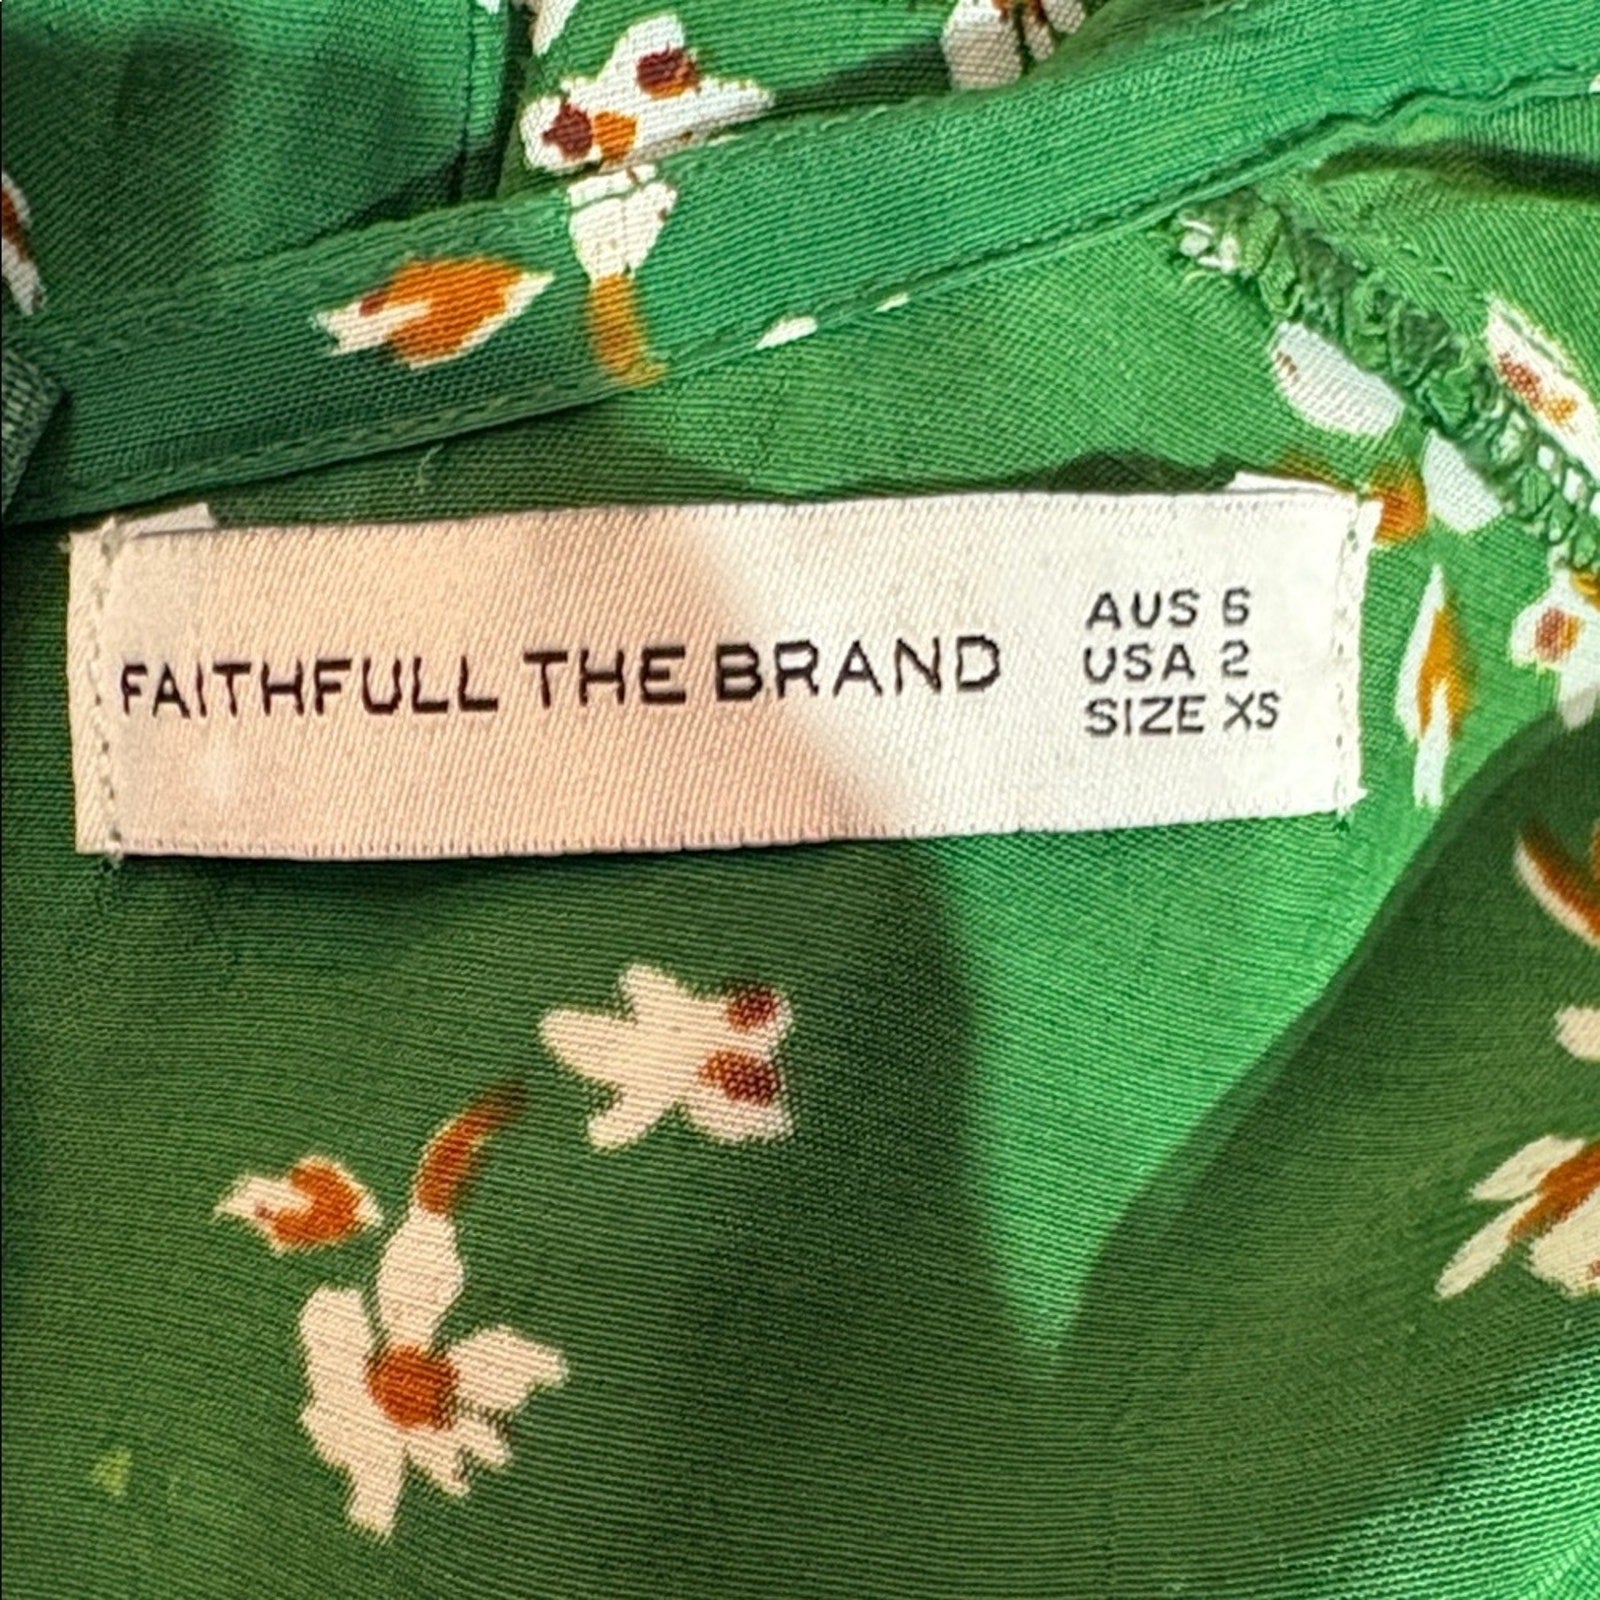 FAITHFULL THE BRAND
AUS 6
USA 2
SIZE XS